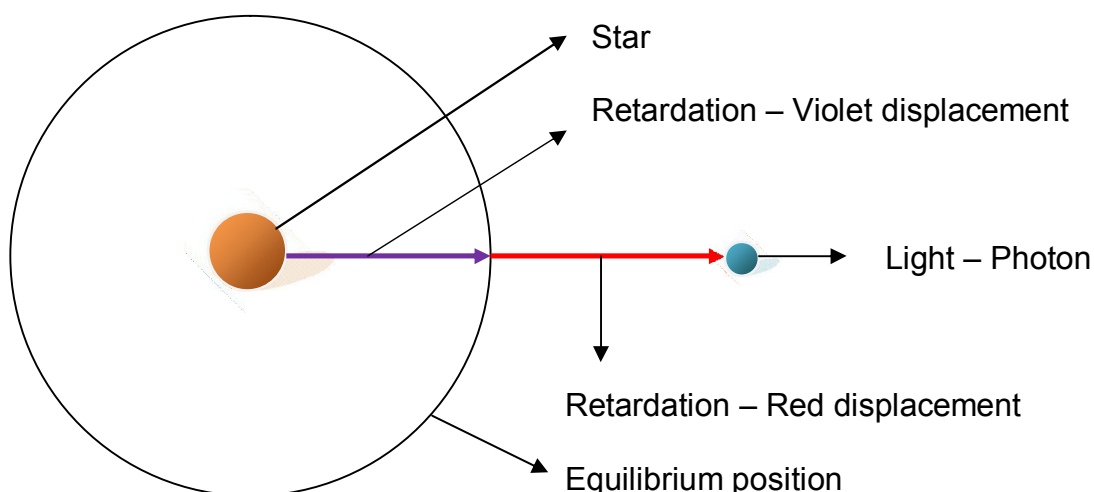 Star
Retardation – Violet displacement
Light – Photon
Retardation – Red displacement
Equilibrium position